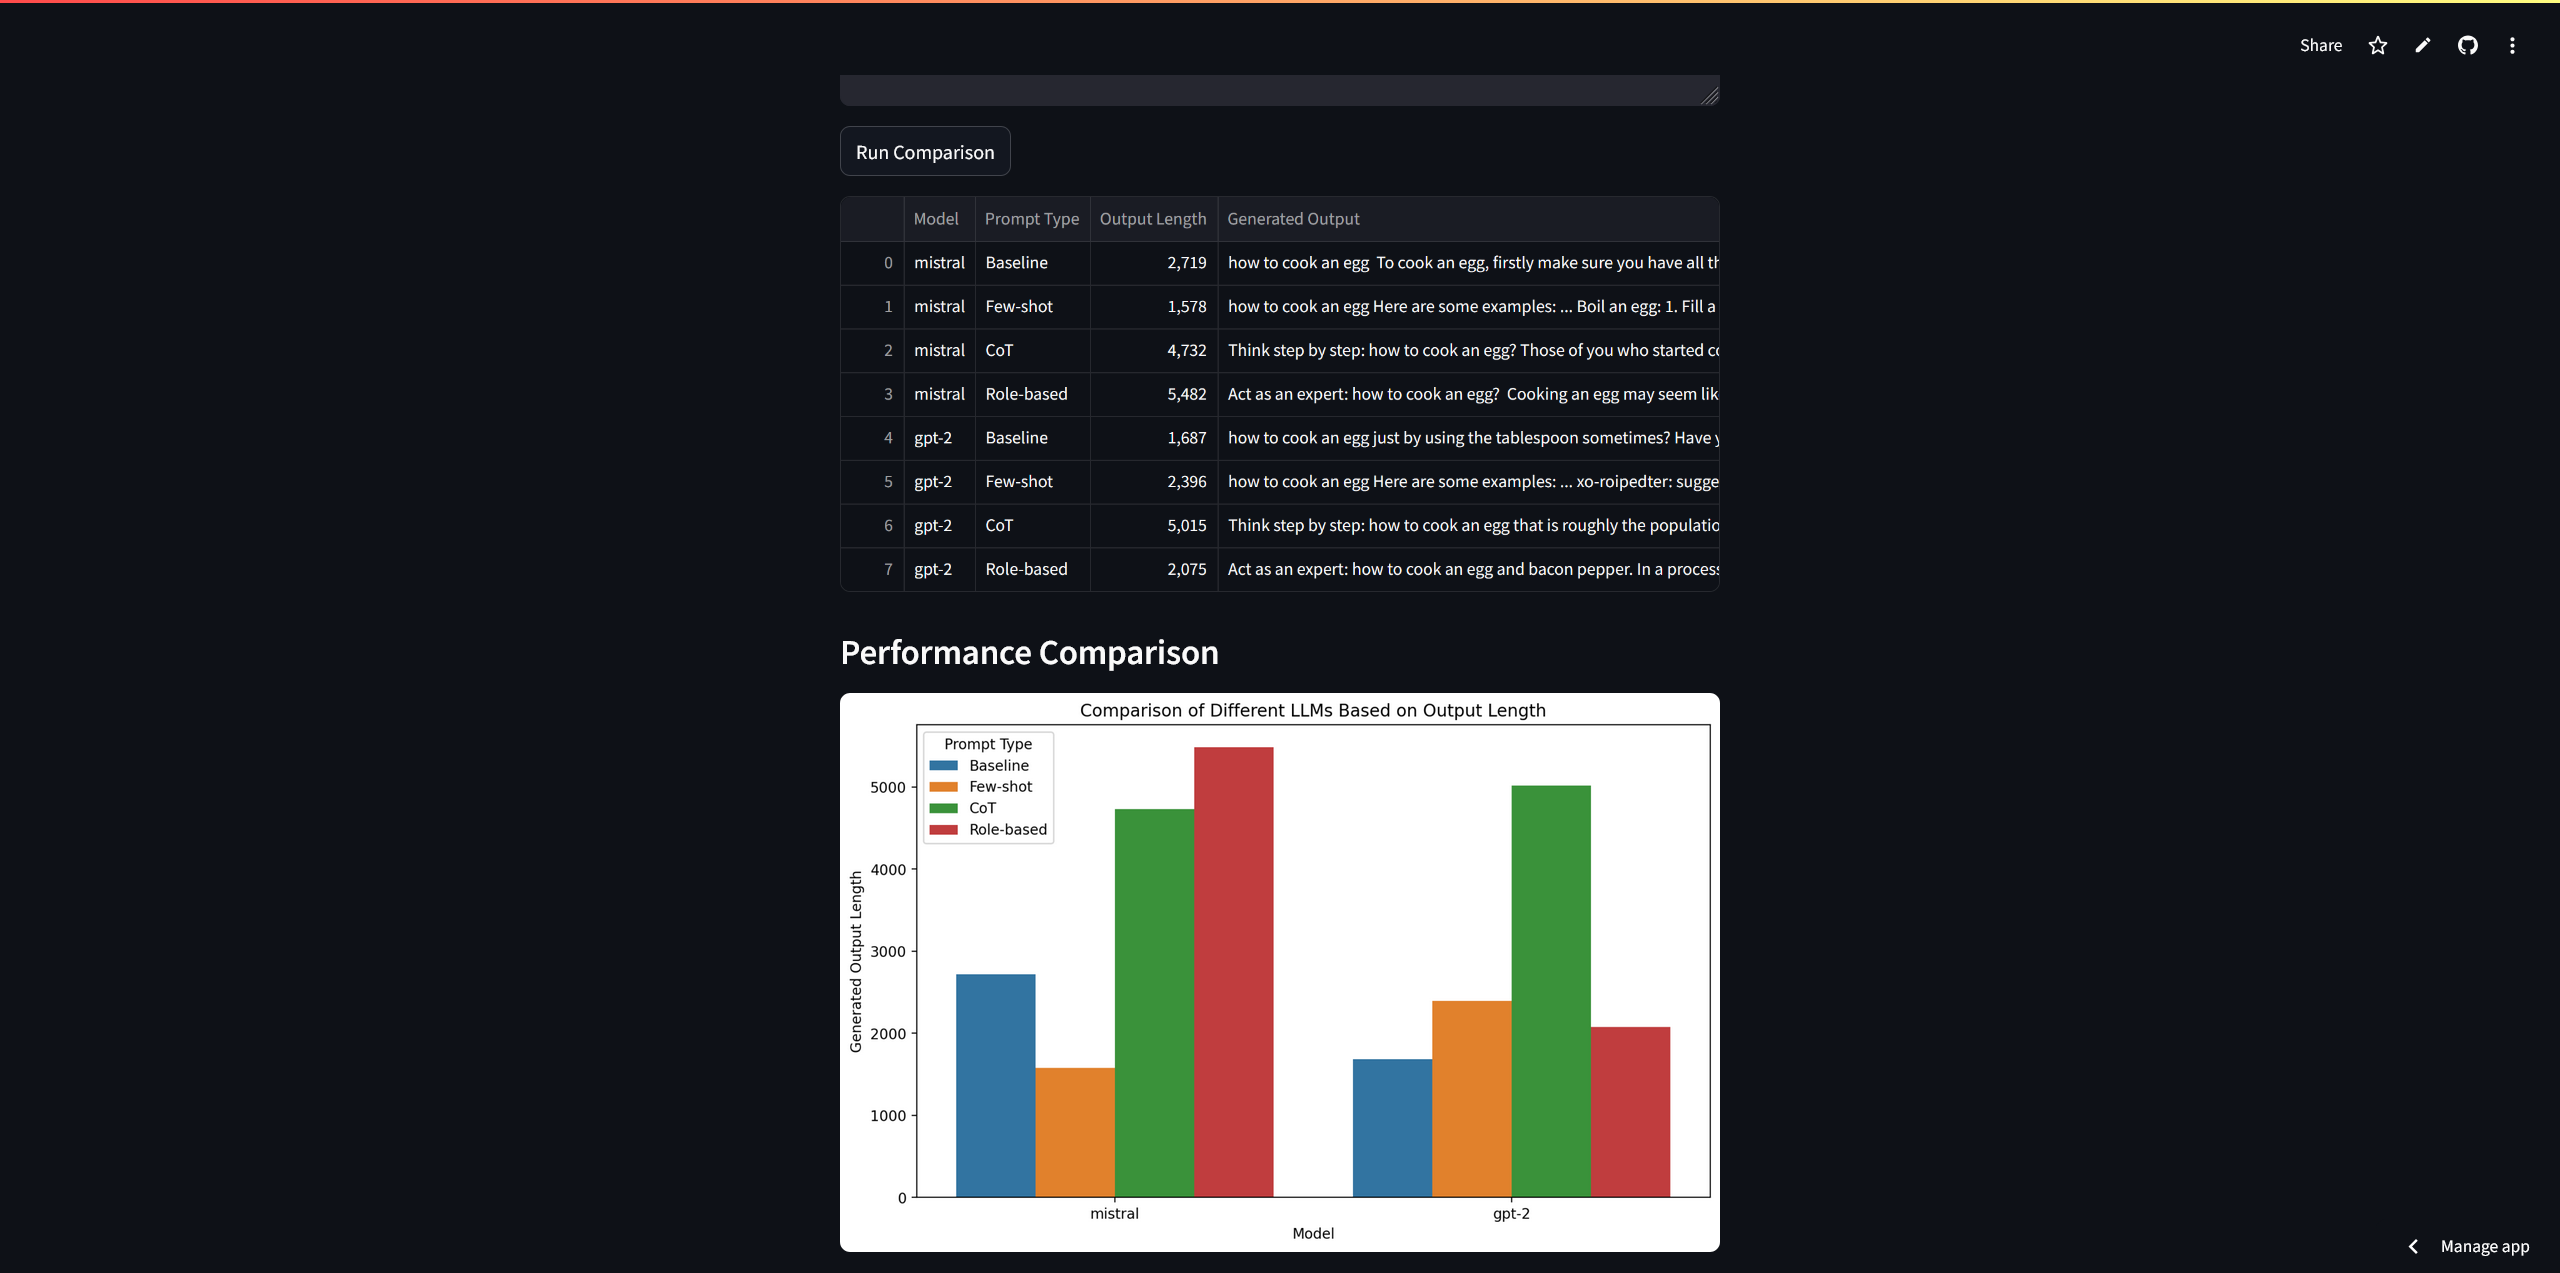 Share
Run Comparison
Model Prompt Type Output Length Generated Output
0 mistral Baseline 2,719 how to cook an egg To cook an egg, firstly make sure you have all th
1 mistral Few-shot 1,578 how to cook an egg Here are some examples: ... Boil an egg: 1. Fill a
2 mistral CoT 4,732 Think step by step: how to cook an egg? Those of you who started co
3 mistral Role-based 5,482 Act as an expert: how to cook an egg? Cooking an egg may seem lik
4 gpt-2 Baseline 1,687 how to cook an egg just by using the tablespoon sometimes? Have y
5 gpt-2 Few-shot 2,396 how to cook an egg Here are some examples: ... xo-roipedter: sugge
6 gpt-2 CoT 5,015 Think step by step: how to cook an egg that is roughly the populatio
7 gpt-2 Role-based 2,075 Act as an expert: how to cook an egg and bacon pepper. In a process
Performance Comparison
Comparison of Different LLMs Based on Output Length
Prompt Type
Baseline
Few-shot
CoT
Role-based
5000
4000
3000
2000
1000
0
Generated Output Length
mistral gpt-2
Model
Manage app